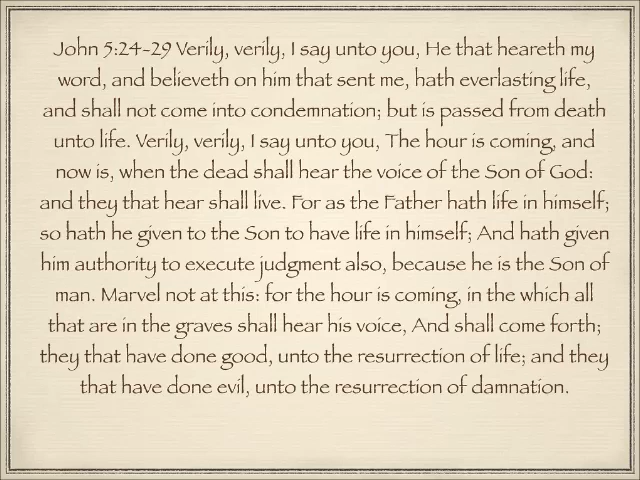 John 5:24-29 Verily, verily, I say unto you, He that heareth my
word, and believeth on him that sent me, hath everlasting life,
and shall not come into condemnation; but is passed from death
unto life. Verily, verily, I say unto you, The hour is coming, and
now is, when the dead shall hear the voice of the Son of God:
and they that hear shall live. For as the Father hath life in himself;
so hath he given to the Son to have life in himself; And hath given
him authority to execute judgment also, because he is the Son of
man. Marvel not at this: for the hour is coming, in the which all
that are in the graves shall hear his voice, And shall come forth;
they that have done good, unto the resurrection of life; and they
that have done evil, unto the resurrection of damnation.